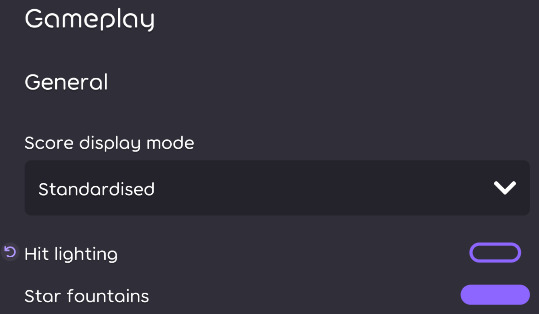 Gameplay
General
Score display mode
Standardised
Hit lighting
Star fountains